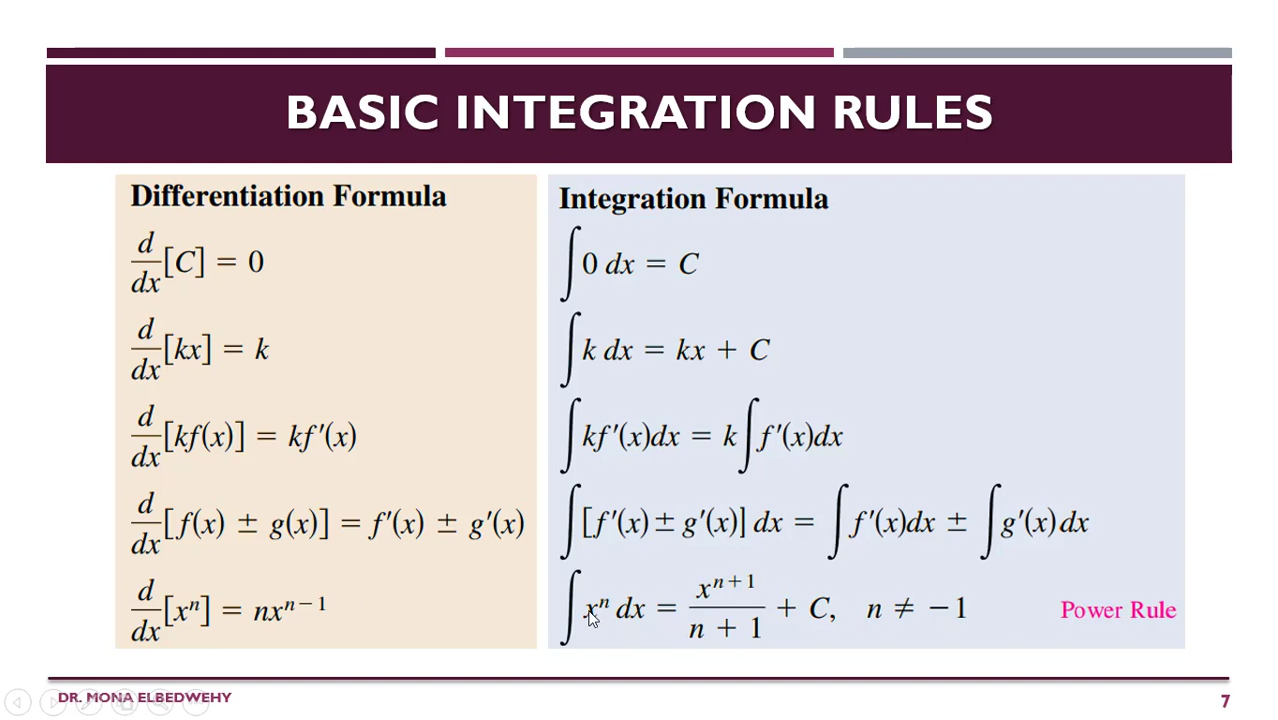 BASIC INTEGRATION RULES
Differentiation Formula
d/dx [C] = 0
d/dx [kx] = k
d/dx [kf(x)] = kf′(x)
d/dx [f(x) ± g(x)] = f′(x) ± g′(x)
d/dx [xⁿ] = nxⁿ⁻¹
Integration Formula
∫ 0 dx = C
∫ k dx = kx + C
∫ kf′(x)dx = k ∫ f′(x)dx
∫ [f′(x) ± g′(x)] dx = ∫ f′(x)dx ± ∫ g′(x)dx
∫ xⁿ dx = xⁿ⁺¹/(n + 1) + C, n ≠ −1 Power Rule
DR. MONA ELBEDWEHY
7